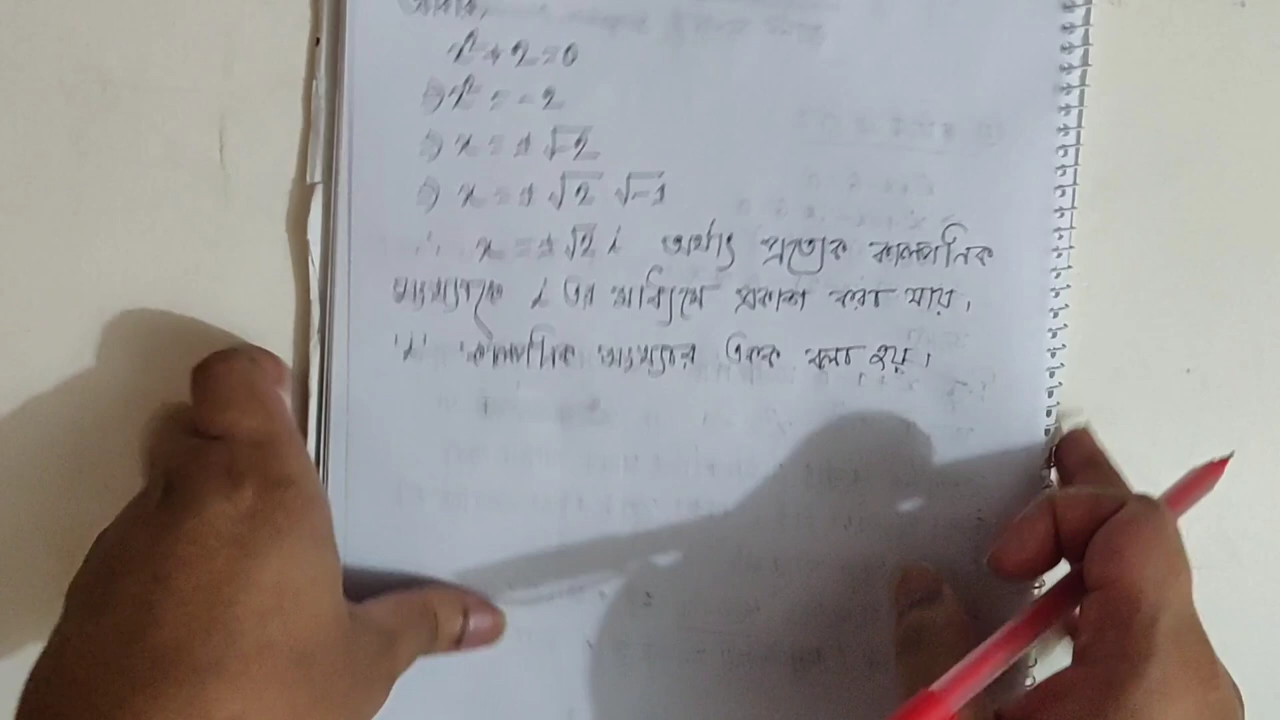 আবার,
x² + 2 = 0
⇒ x² = -2
⇒ x = ± √-2
⇒ x = ± √2 √-1
∴ x = ± √2 i অর্থাৎ প্রত্যেক কাল্পনিক
সংখ্যাকে i এর মাধ্যমে প্রকাশ করা যায়।
'i' কাল্পনিক সংখ্যার একক বলা হয়।